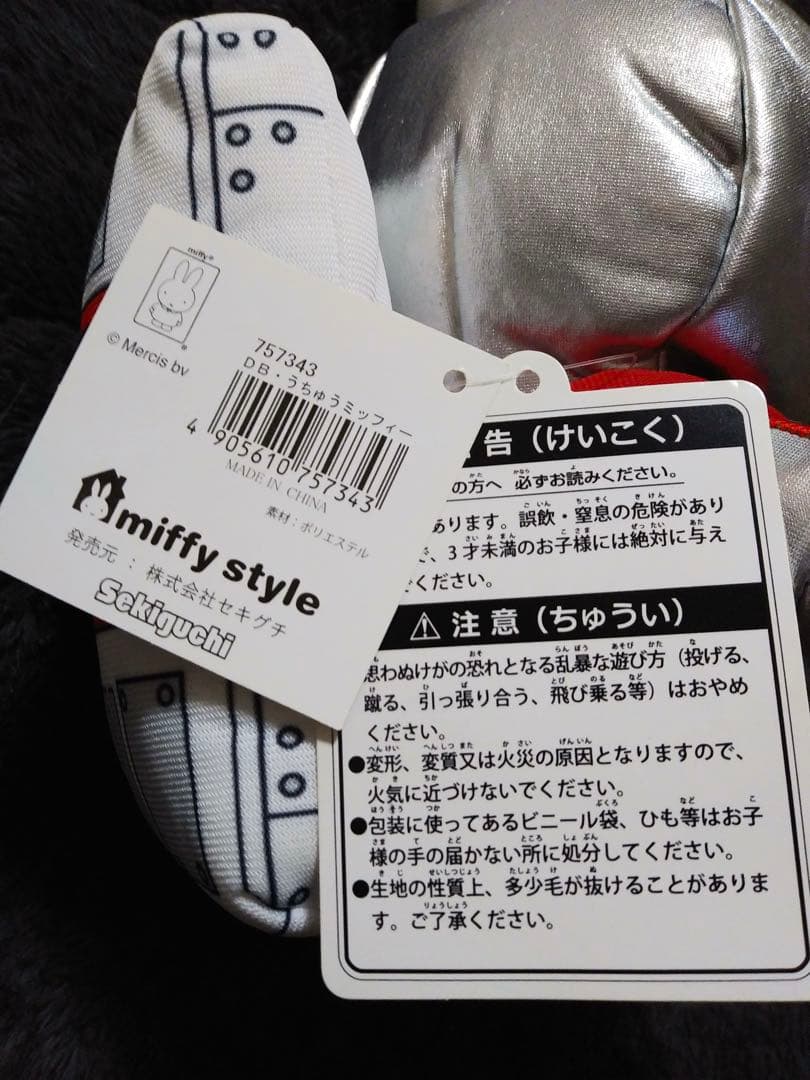 miffy®
© Mercis bv
757343
DB・うちゅうミッフィー
4 905610 757343
MADE IN CHINA
素材：ポリエステル
miffy style
発売元：株式会社セキグチ
Sekiguchi
告（けいこく）
の方へ 必ずお読みください。
あります。誤飲・窒息の危険があり
、3才未満のお子様には絶対に与え
ください。
⚠ 注意（ちゅうい）
思わぬけがの恐れとなる乱暴な遊び方（投げる、
蹴る、引っ張り合う、飛び乗る等）はおやめ
ください。
●変形、変質又は火災の原因となりますので、
火気に近づけないでください。
●包装に使ってあるビニール袋、ひも等はお子
様の手の届かない所に処分してください。
●生地の性質上、多少毛が抜けることがありま
す。ご了承ください。